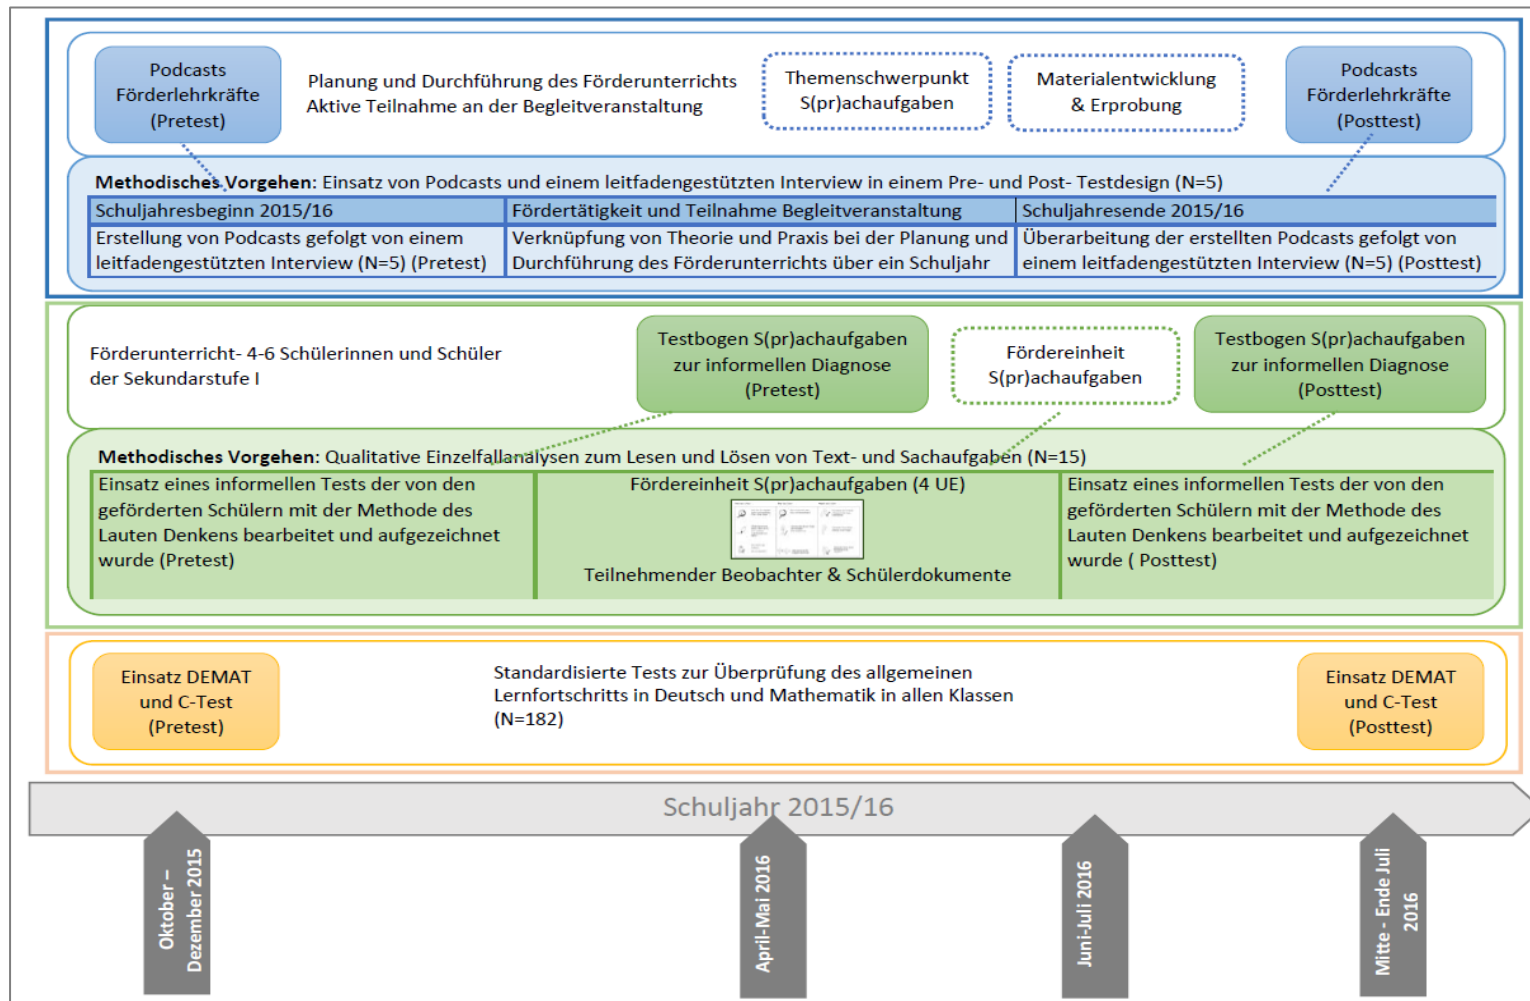 Podcasts
Förderlehrkräfte
(Pretest)
Planung und Durchführung des Förderunterrichts
Aktive Teilnahme an der Begleitveranstaltung
Themenschwerpunkt
S(pr)achaufgaben
Materialentwicklung
& Erprobung
Podcasts
Förderlehrkräfte
(Posttest)
Methodisches Vorgehen: Einsatz von Podcasts und einem leitfadengestützten Interview in einem Pre- und Post- Testdesign (N=5)
Schuljahresbeginn 2015/16
Fördertätigkeit und Teilnahme Begleitveranstaltung
Schuljahresende 2015/16
Erstellung von Podcasts gefolgt von einem
leitfadengestützten Interview (N=5) (Pretest)
Verknüpfung von Theorie und Praxis bei der Planung und
Durchführung des Förderunterrichts über ein Schuljahr
Überarbeitung der erstellten Podcasts gefolgt von
einem leitfadengestützten Interview (N=5) (Posttest)
Förderunterricht- 4-6 Schülerinnen und Schüler
der Sekundarstufe I
Testbogen S(pr)achaufgaben
zur informellen Diagnose
(Pretest)
Fördereinheit
S(pr)achaufgaben
Testbogen S(pr)achaufgaben
zur informellen Diagnose
(Posttest)
Methodisches Vorgehen: Qualitative Einzelfallanalysen zum Lesen und Lösen von Text- und Sachaufgaben (N=15)
Einsatz eines informellen Tests der von den
geförderten Schülern mit der Methode des
Lauten Denkens bearbeitet und aufgezeichnet
wurde (Pretest)
Fördereinheit S(pr)achaufgaben (4 UE)
Teilnehmender Beobachter & Schülerdokumente
Einsatz eines informellen Tests der von den
geförderten Schülern mit der Methode des
Lauten Denkens bearbeitet und aufgezeichnet
wurde ( Posttest)
Einsatz DEMAT
und C-Test
(Pretest)
Standardisierte Tests zur Überprüfung des allgemeinen
Lernfortschritts in Deutsch und Mathematik in allen Klassen
(N=182)
Einsatz DEMAT
und C-Test
(Posttest)
Schuljahr 2015/16
Oktober –
Dezember 2015
April-Mai 2016
Juni-Juli 2016
Mitte - Ende Juli
2016